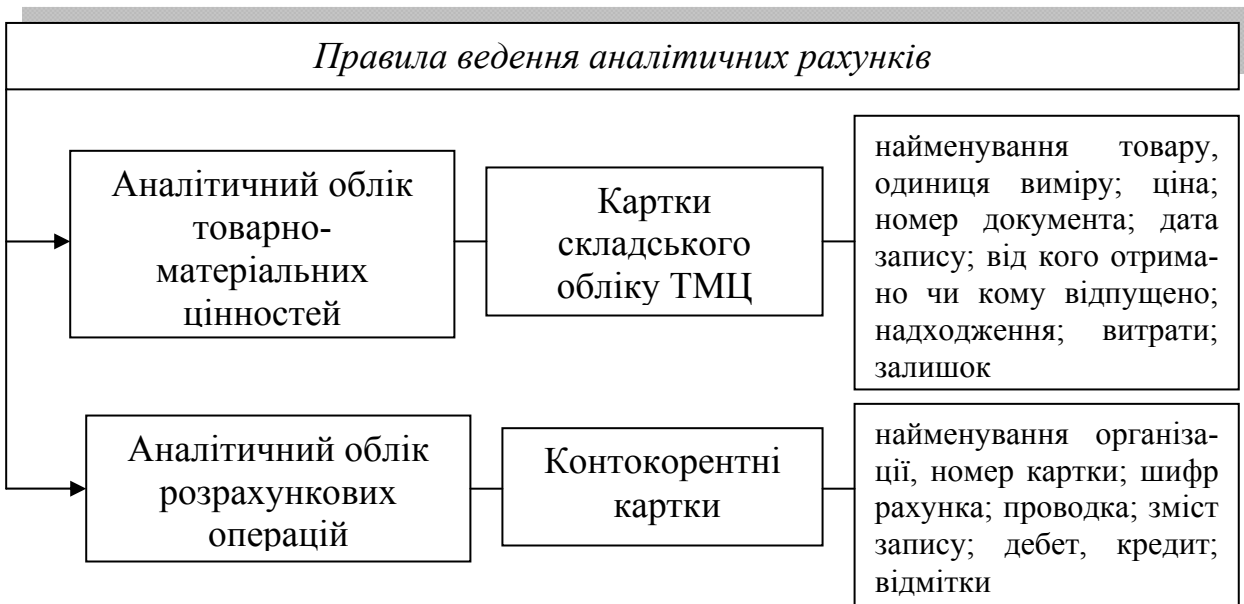 Правила ведення аналітичних рахунків
Аналітичний облік
товарно-
матеріальних
цінностей
Картки
складського
обліку ТМЦ
найменування товару,
одиниця виміру; ціна;
номер документа; дата
запису; від кого отрима-
но чи кому відпущено;
надходження; витрати;
залишок
Аналітичний облік
розрахункових
операцій
Контокорентні
картки
найменування організа-
ції, номер картки; шифр
рахунка; проводка; зміст
запису; дебет, кредит;
відмітки